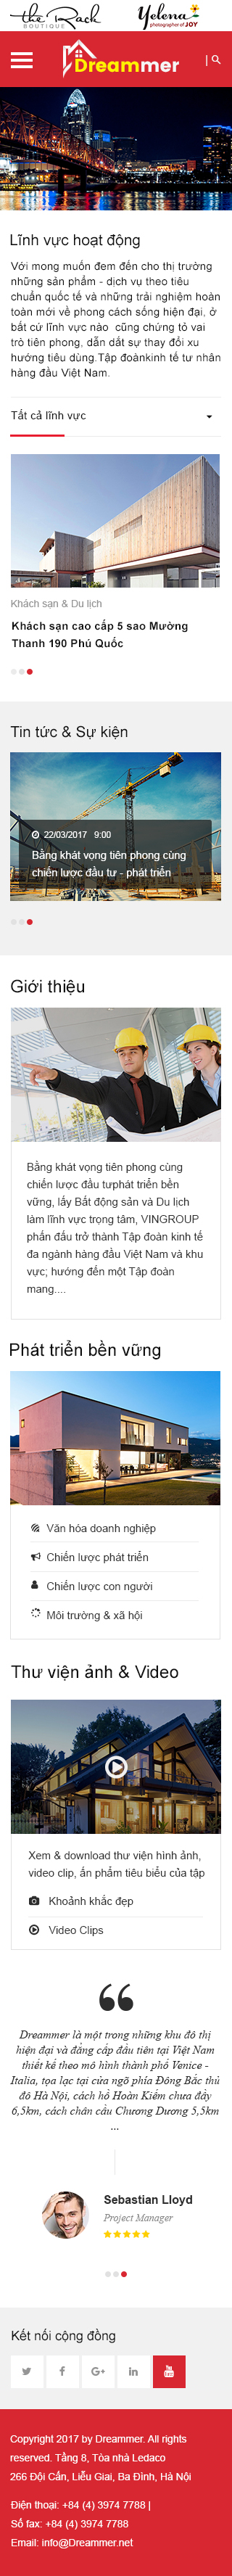 the Rack
BOUTIQUE
Yelena
photographer of JOY
Dreammer
Lĩnh vực hoạt động
Với mong muốn đem đến cho thị trường
những sản phẩm - dịch vụ theo tiêu
chuẩn quốc tế và những trải nghiệm hoàn
toàn mới về phong cách sống hiện đại, ở
bất cứ lĩnh vực nào cũng chứng tỏ vai
trò tiên phong, dẫn dắt sự thay đổi xu
hướng tiêu dùng.Tập đoànkinh tế tư nhân
hàng đầu Việt Nam.
Tất cả lĩnh vực
Khách sạn & Du lịch
Khách sạn cao cấp 5 sao Mường
Thanh 190 Phú Quốc
Tin tức & Sự kiện
22/03/2017 9:00
Bằng khát vọng tiên phong cùng
chiến lược đầu tư - phát triển
Giới thiệu
Bằng khát vọng tiên phong cùng
chiến lược đầu tưphát triển bền
vững, lấy Bất động sản và Du lịch
làm lĩnh vực trọng tâm, VINGROUP
phấn đấu trở thành Tập đoàn kinh tế
đa ngành hàng đầu Việt Nam và khu
vực; hướng đến một Tập đoàn
mang....
Phát triển bền vững
Văn hóa doanh nghiệp
Chiến lược phát triển
Chiến lược con người
Môi trường & xã hội
Thư viện ảnh & Video
Xem & download thư viện hình ảnh,
video clip, ấn phẩm tiêu biểu của tập
Khoảnh khắc đẹp
Video Clips
Dreammer là một trong những khu đô thị
hiện đại và đẳng cấp đầu tiên tại Việt Nam
thiết kế theo mô hình thành phố Venice -
Italia, tọa lạc tại cửa ngõ phía Đông Bắc thủ
đô Hà Nội, cách hồ Hoàn Kiếm chưa đầy
6,5km, cách chân cầu Chương Dương 5,5km
...
Sebastian Lloyd
Project Manager
Kết nối cộng đồng
Copyright 2017 by Dreammer. All rights
reserved. Tầng 8, Tòa nhà Ledaco
266 Đội Cấn, Liễu Giai, Ba Đình, Hà Nội
Điện thoại: +84 (4) 3974 7788 |
Số fax: +84 (4) 3974 7788
Email: info@Dreammer.net